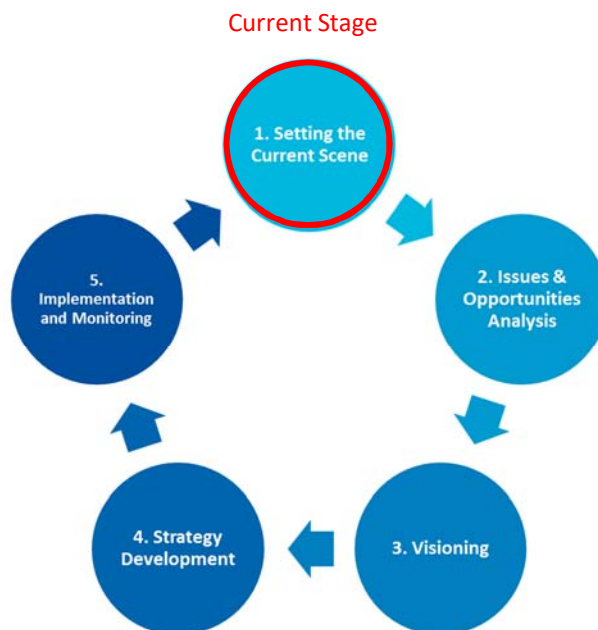 Current Stage
1. Setting the
Current Scene
2. Issues &
Opportunities
Analysis
3. Visioning
4. Strategy
Development
5.
Implementation
and Monitoring